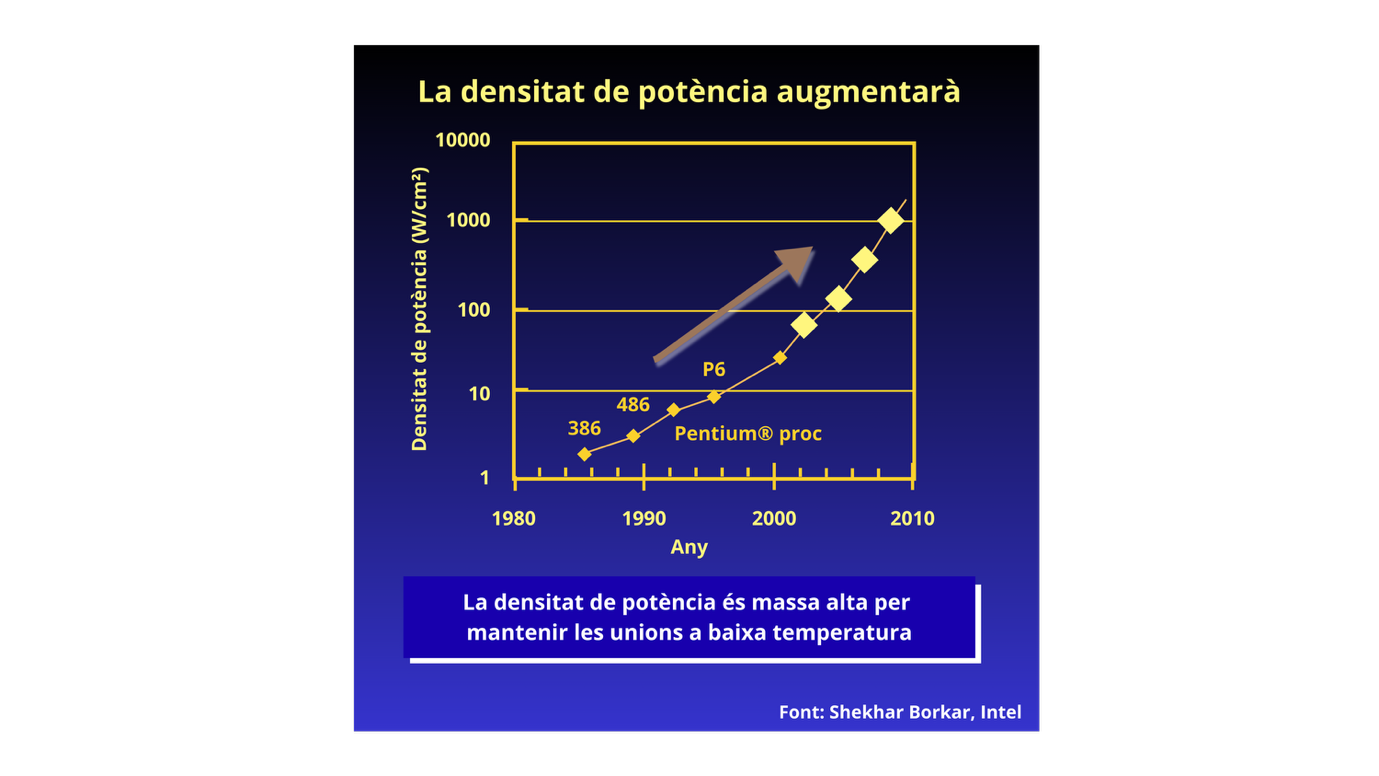 La densitat de potència augmentarà
Densitat de potència (W/cm²)
10000
1000
100
10
1
386
486
P6
Pentium® proc
1980 1990 2000 2010
Any
La densitat de potència és massa alta per
mantenir les unions a baixa temperatura
Font: Shekhar Borkar, Intel